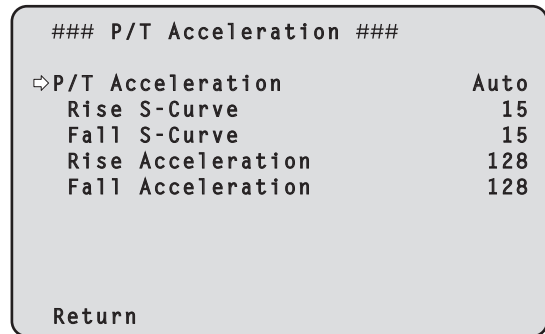 ### P/T Acceleration ###
⇨P/T Acceleration Auto
Rise S-Curve 15
Fall S-Curve 15
Rise Acceleration 128
Fall Acceleration 128
Return